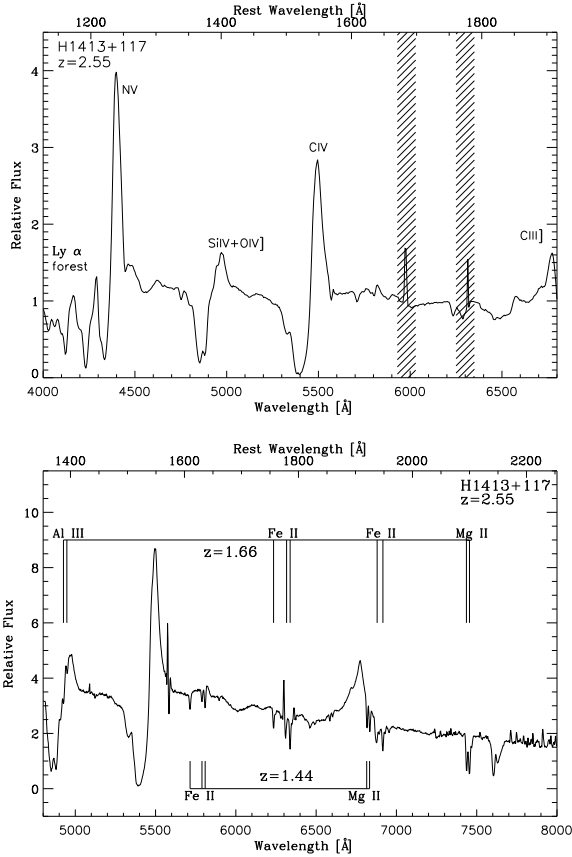 Rest Wavelength [Å]
1200 1400 1600 1800
H1413+117
z=2.55
NV
CIV
SiIV+OIV]
CIII]
Ly α
forest
Relative Flux
4
3
2
1
0
4000 4500 5000 5500 6000 6500
Wavelength [Å]
Rest Wavelength [Å]
1400 1600 1800 2000 2200
H1413+117
z=2.55
Al III Fe II Fe II Mg II
z=1.66
Relative Flux
10
8
6
4
2
0
z=1.44
Fe II Mg II
5000 5500 6000 6500 7000 7500 8000
Wavelength [Å]